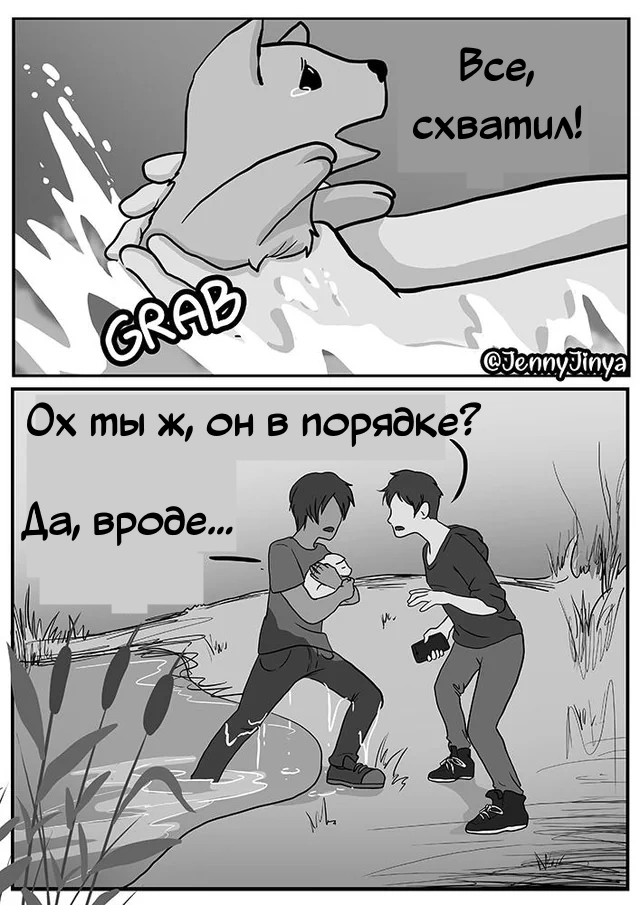 Все,
схватил!
GRAB
@JennyJinya
Ох ты ж, он в порядке?
Да, вроде...